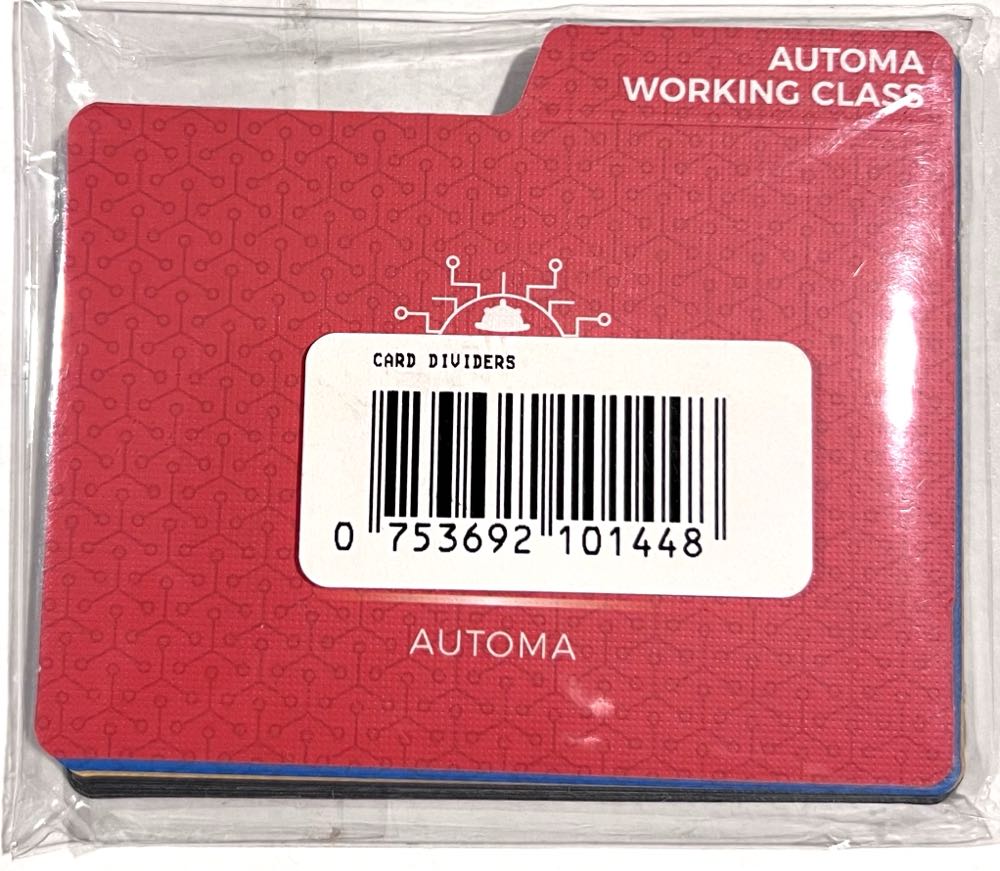 AUTOMA
WORKING CLASS
CARD DIVIDERS
0 753692 101448
AUTOMA